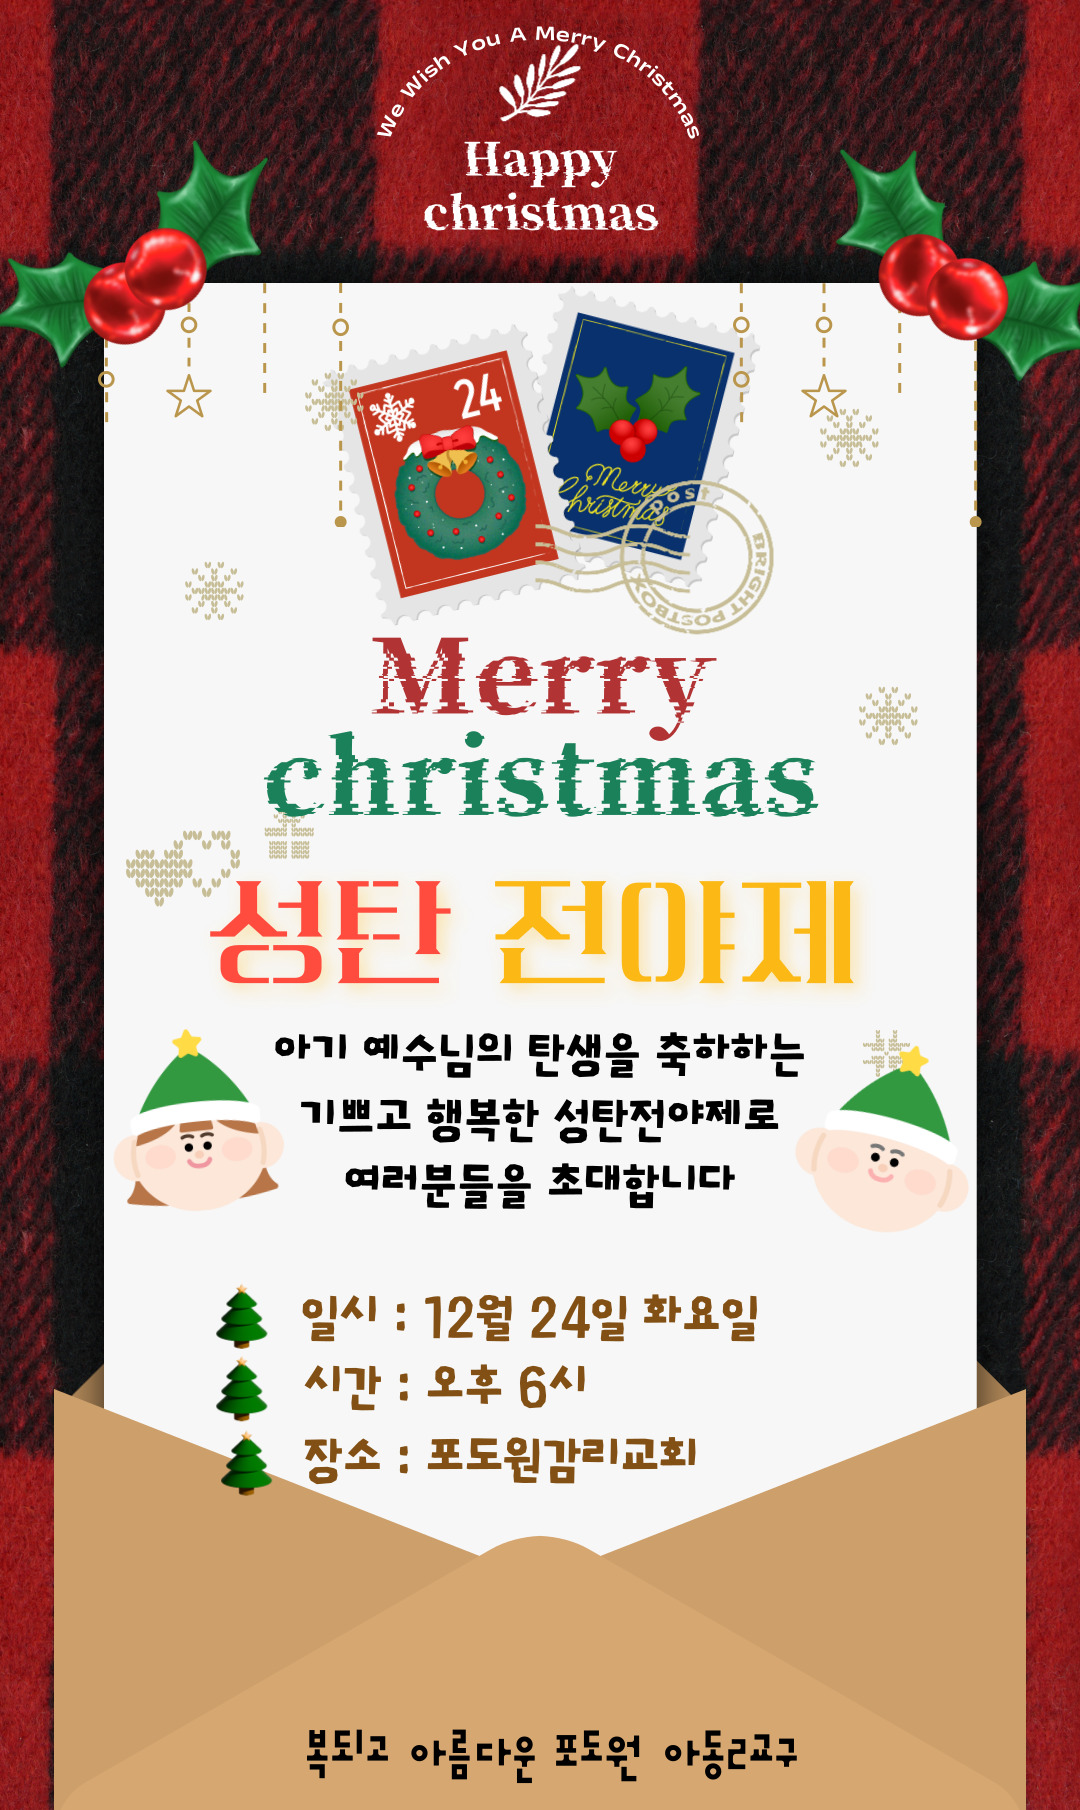 We Wish You A Merry Christmas
Happy
christmas
24
Merry
Christmas
POST
BRIGHT POSTBOX
Merry
christmas
성탄 전야제
아기 예수님의 탄생을 축하하는
기쁘고 행복한 성탄전야제로
여러분들을 초대합니다
일시 : 12월 24일 화요일
시간 : 오후 6시
장소 : 포도원감리교회
복되고 아름다운 포도원 아동2교구